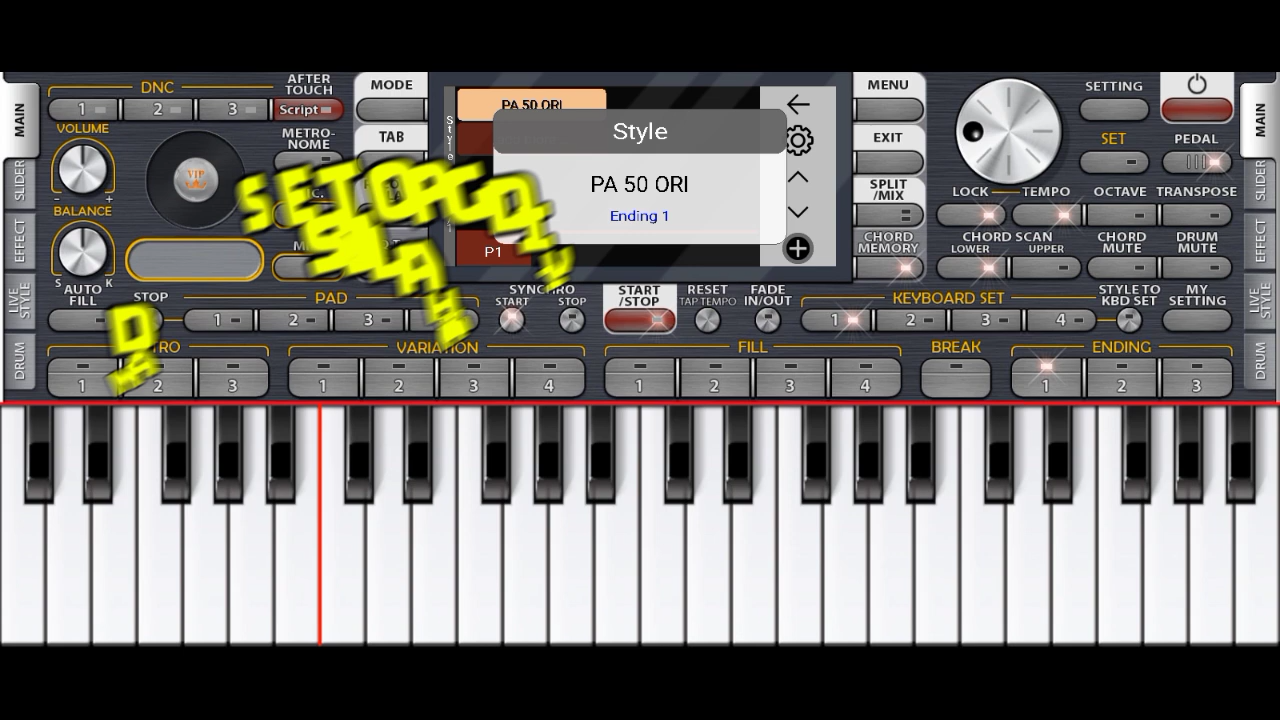 MAIN
SLIDER
EFFECT
LIVE STYLE
DRUM
DNC
1
2
3
AFTER TOUCH
Script
VOLUME
- +
METRO-
NOME
VIP
BALANCE
S K
MODE
TAB
PA 50 ORI
Style
PA 50 ORI
Ending 1
P1
MENU
EXIT
SPLIT
/MIX
CHORD
MEMORY
SETTING
SET
PEDAL
LOCK TEMPO
OCTAVE TRANSPOSE
CHORD SCAN
LOWER UPPER
CHORD
MUTE
DRUM
MUTE
MAIN
SLIDER
EFFECT
LIVE STYLE
DRUM
AUTO
FILL
STOP
PAD
1
2
3
START STOP
START
/STOP
RESET
TAP TEMPO
FADE
IN/OUT
KEYBOARD SET
1
2
3
4
STYLE TO
KBD SET
MY
SETTING
1
2
3
VARIATION
1
2
3
4
FILL
1
2
3
4
BREAK
ENDING
1
2
3